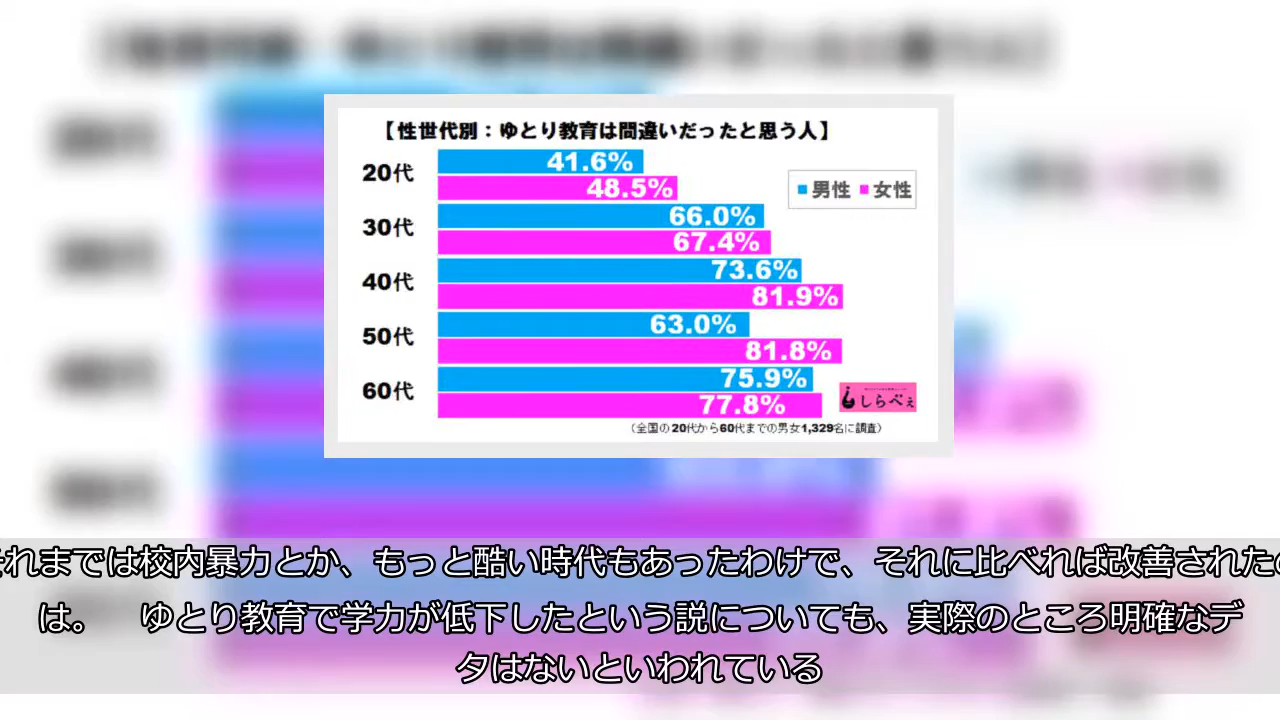 【性世代別：ゆとり教育は間違いだったと思う人】
20代
41.6%
48.5%
男性 女性
30代
66.0%
67.4%
40代
73.6%
81.9%
50代
63.0%
81.8%
60代
75.9%
77.8%
しらべぇ
（全国の20代から60代までの男女1,329名に調査）
それまでは校内暴力とか、もっと酷い時代もあったわけで、それに比べれば改善されたの
は。 ゆとり教育で学力が低下したという説についても、実際のところ明確なデ
タはないといわれている